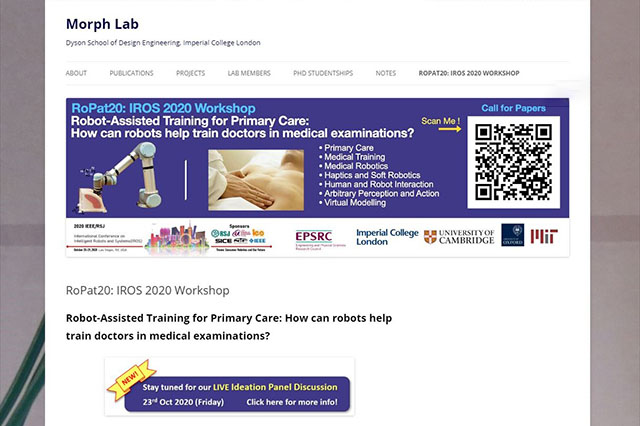 Morph Lab
Dyson School of Design Engineering, Imperial College London
ABOUT PUBLICATIONS PROJECTS LAB MEMBERS PHD STUDENTSHIPS NOTES ROPAT20: IROS 2020 WORKSHOP
RoPat20: IROS 2020 Workshop
Robot-Assisted Training for Primary Care:
How can robots help train doctors in medical examinations?
Scan Me !
Call for Papers
• Primary Care
• Medical Training
• Medical Robotics
• Haptics and Soft Robotics
• Human and Robot Interaction
• Arbitrary Perception and Action
• Virtual Modelling
2020 IEEE/RSJ
International Conference on
Intelligent Robots and Systems(IROS)
Sponsors
RSJ
SICE
IEEE
EPSRC
Engineering and Physical Sciences
Research Council
Imperial College
London
UNIVERSITY OF
CAMBRIDGE
OXFORD
MIT
RoPat20: IROS 2020 Workshop
Robot-Assisted Training for Primary Care: How can robots help
train doctors in medical examinations?
NEW!
Stay tuned for our LIVE Ideation Panel Discussion
23rd Oct 2020 (Friday) Click here for more info!